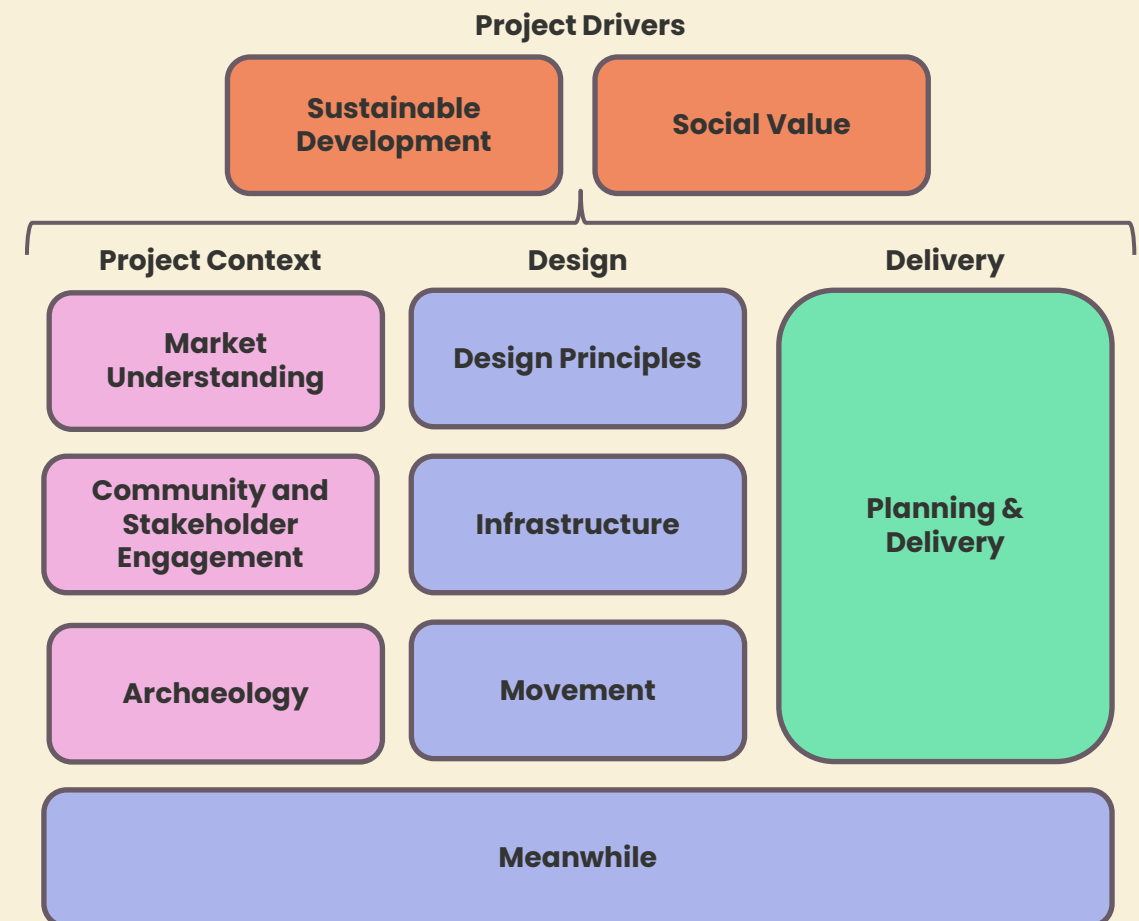 Project Drivers
Sustainable
Development
Social Value
Project Context
Design
Delivery
Market
Understanding
Design Principles
Community and
Stakeholder
Engagement
Infrastructure
Planning &
Delivery
Archaeology
Movement
Meanwhile